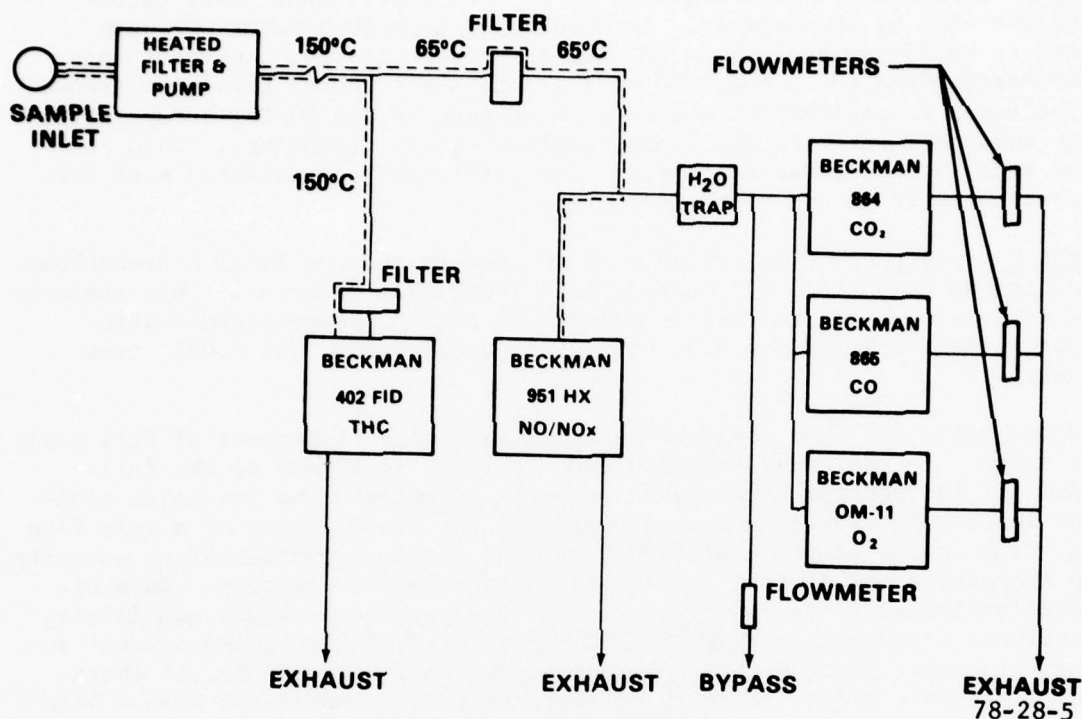 FILTER
HEATED
FILTER &
PUMP
150°C
65°C
65°C
FLOWMETERS
SAMPLE
INLET
150°C
H₂O
TRAP
BECKMAN
864
CO₂
FILTER
BECKMAN
865
CO
BECKMAN
402 FID
THC
BECKMAN
951 HX
NO/NOx
BECKMAN
OM-11
O₂
FLOWMETER
EXHAUST
EXHAUST
BYPASS
EXHAUST
78-28-5